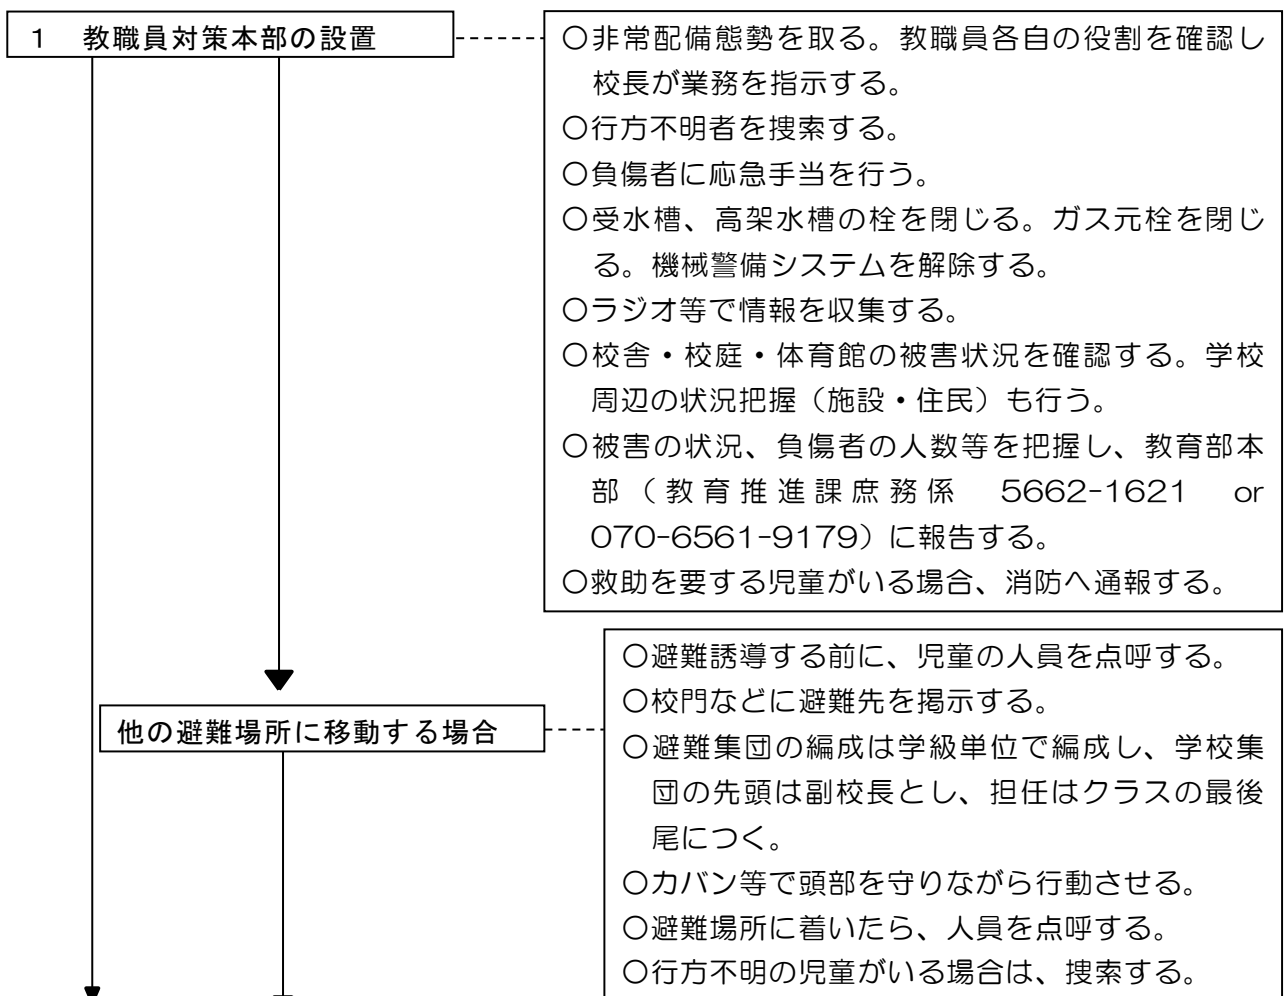 １　教職員対策本部の設置
〇非常配備態勢を取る。教職員各自の役割を確認し
校長が業務を指示する。
〇行方不明者を捜索する。
〇負傷者に応急手当を行う。
〇受水槽、高架水槽の栓を閉じる。ガス元栓を閉じ
る。機械警備システムを解除する。
〇ラジオ等で情報を収集する。
〇校舎・校庭・体育館の被害状況を確認する。学校
周辺の状況把握（施設・住民）も行う。
〇被害の状況、負傷者の人数等を把握し、教育部本
部（教育推進課庶務係　5662-1621　or
070-6561-9179）に報告する。
〇救助を要する児童がいる場合、消防へ通報する。
他の避難場所に移動する場合
〇避難誘導する前に、児童の人員を点呼する。
〇校門などに避難先を掲示する。
〇避難集団の編成は学級単位で編成し、学校集
団の先頭は副校長とし、担任はクラスの最後
尾につく。
〇カバン等で頭部を守りながら行動させる。
〇避難場所に着いたら、人員を点呼する。
〇行方不明の児童がいる場合は、捜索する。